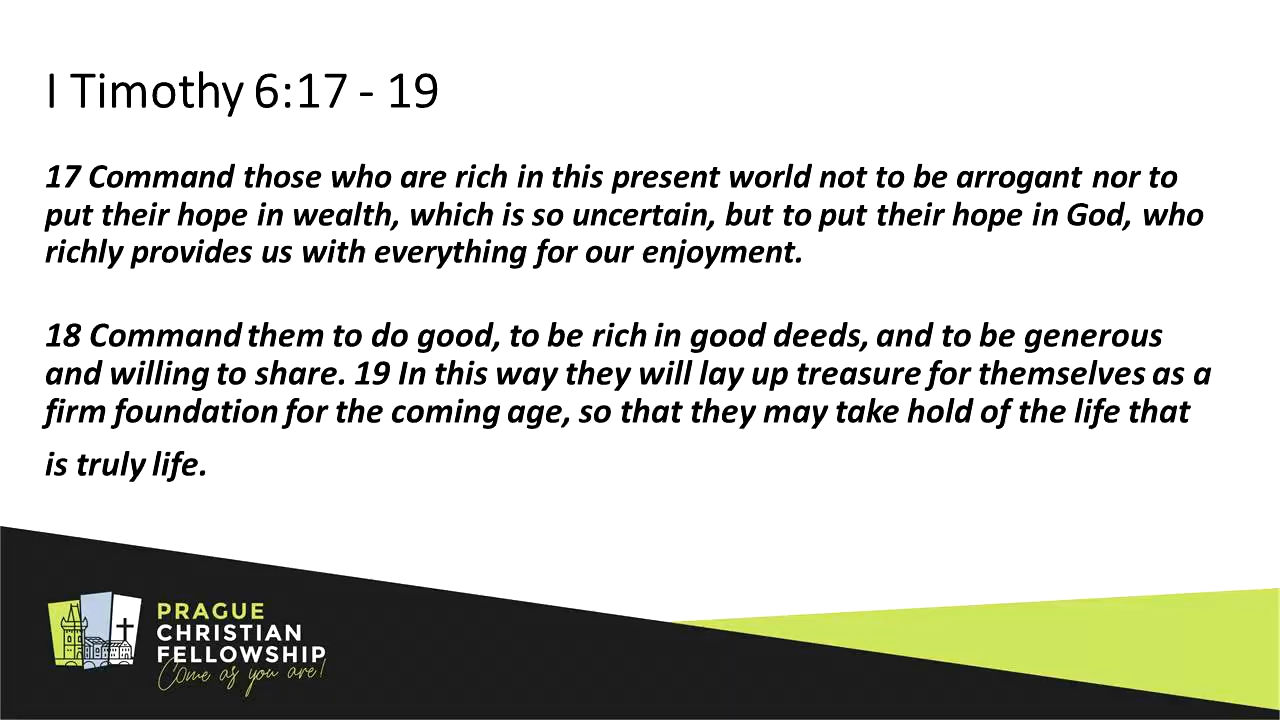 I Timothy 6:17 - 19
17 Command those who are rich in this present world not to be arrogant nor to
put their hope in wealth, which is so uncertain, but to put their hope in God, who
richly provides us with everything for our enjoyment.
18 Command them to do good, to be rich in good deeds, and to be generous
and willing to share. 19 In this way they will lay up treasure for themselves as a
firm foundation for the coming age, so that they may take hold of the life that
is truly life.
PRAGUE
CHRISTIAN
FELLOWSHIP
Come as you are!